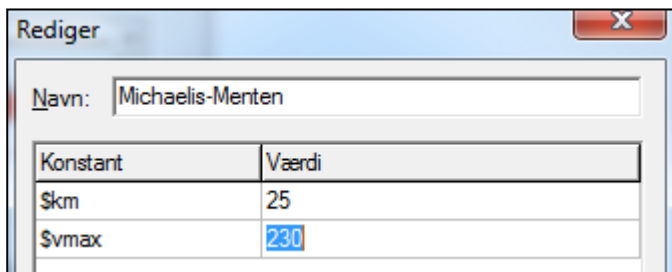 Rediger
Navn: Michaelis-Menten
Konstant Værdi
$km 25
$vmax 230